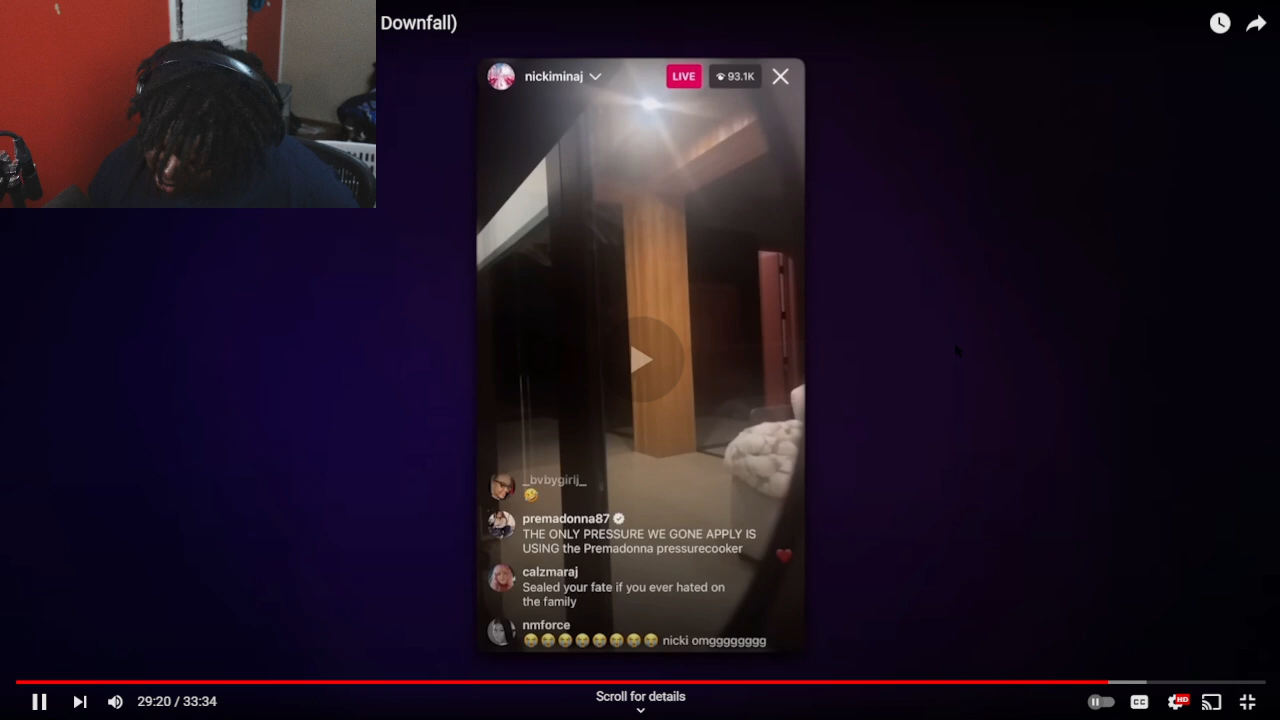 Downfall)
nickiminaj
LIVE
93.1K
_bvbygirlj_
🤣
premadonna87
THE ONLY PRESSURE WE GONE APPLY IS
USING the Premadonna pressurecooker
calzmaraj
Sealed your fate if you ever hated on
the family
nmforce
😭😭😭😭😭😭😭😭 nicki omgggggggg
29:20 / 33:34
Scroll for details
CC
HD